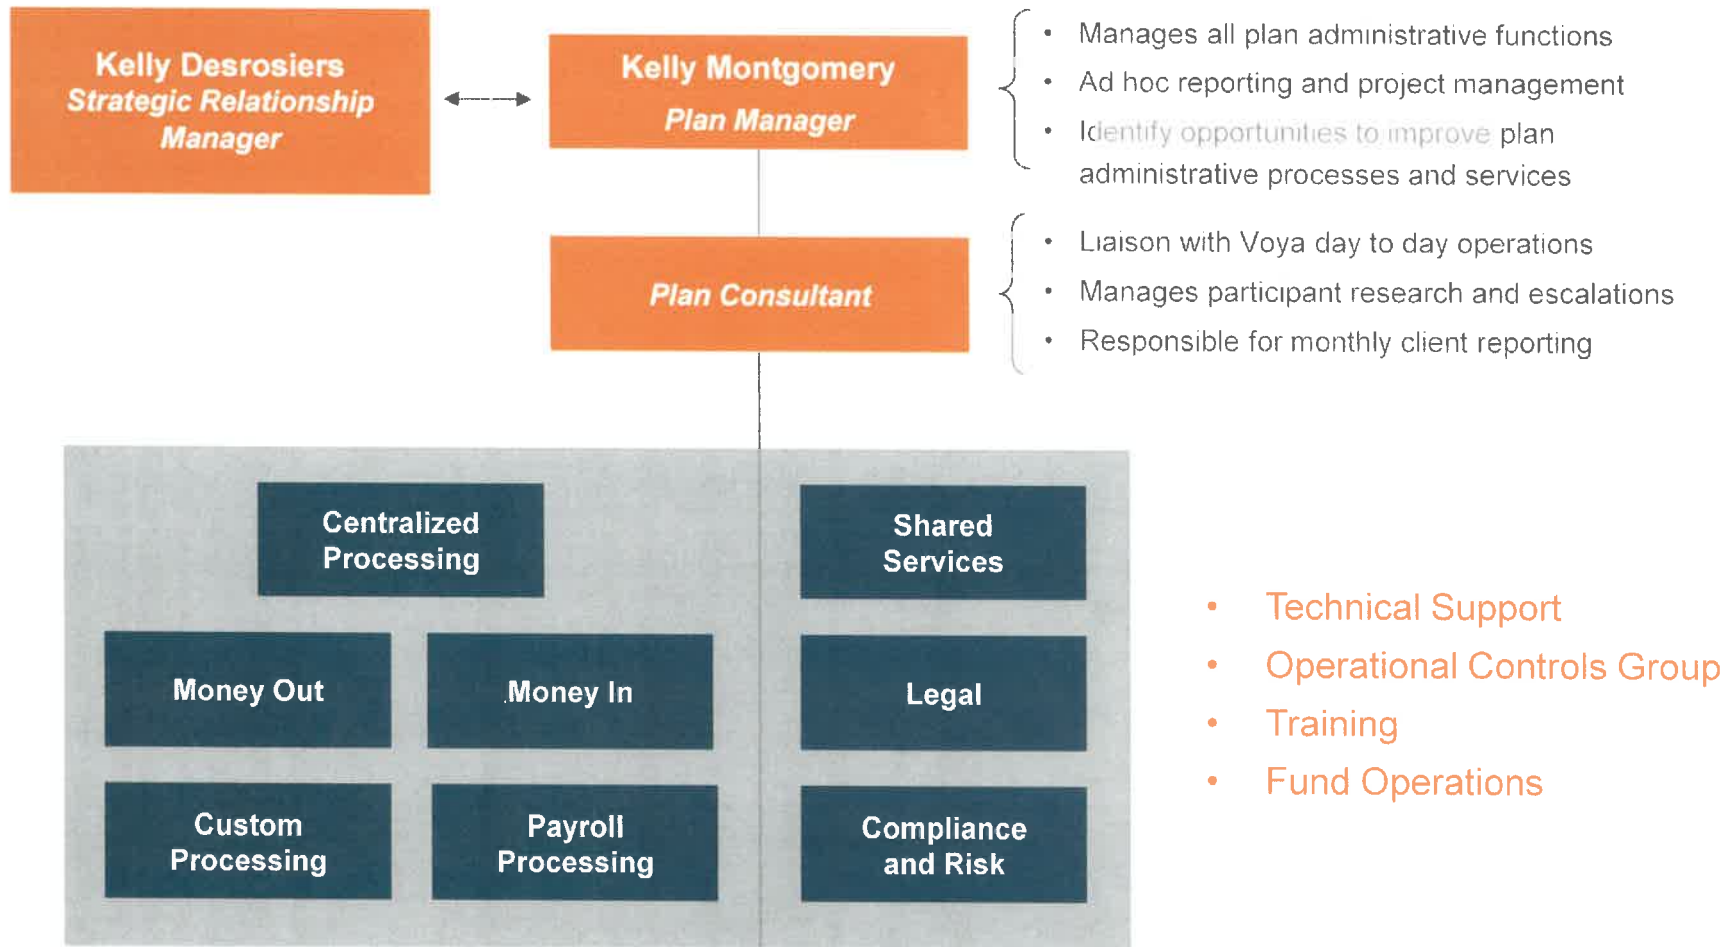 Kelly Desrosiers
Strategic Relationship
Manager
Kelly Montgomery
Plan Manager
• Manages all plan administrative functions
• Ad hoc reporting and project management
• Identify opportunities to improve plan
administrative processes and services
Plan Consultant
• Liaison with Voya day to day operations
• Manages participant research and escalations
• Responsible for monthly client reporting
Centralized
Processing
Shared
Services
Money Out
Money In
Legal
Custom
Processing
Payroll
Processing
Compliance
and Risk
• Technical Support
• Operational Controls Group
• Training
• Fund Operations